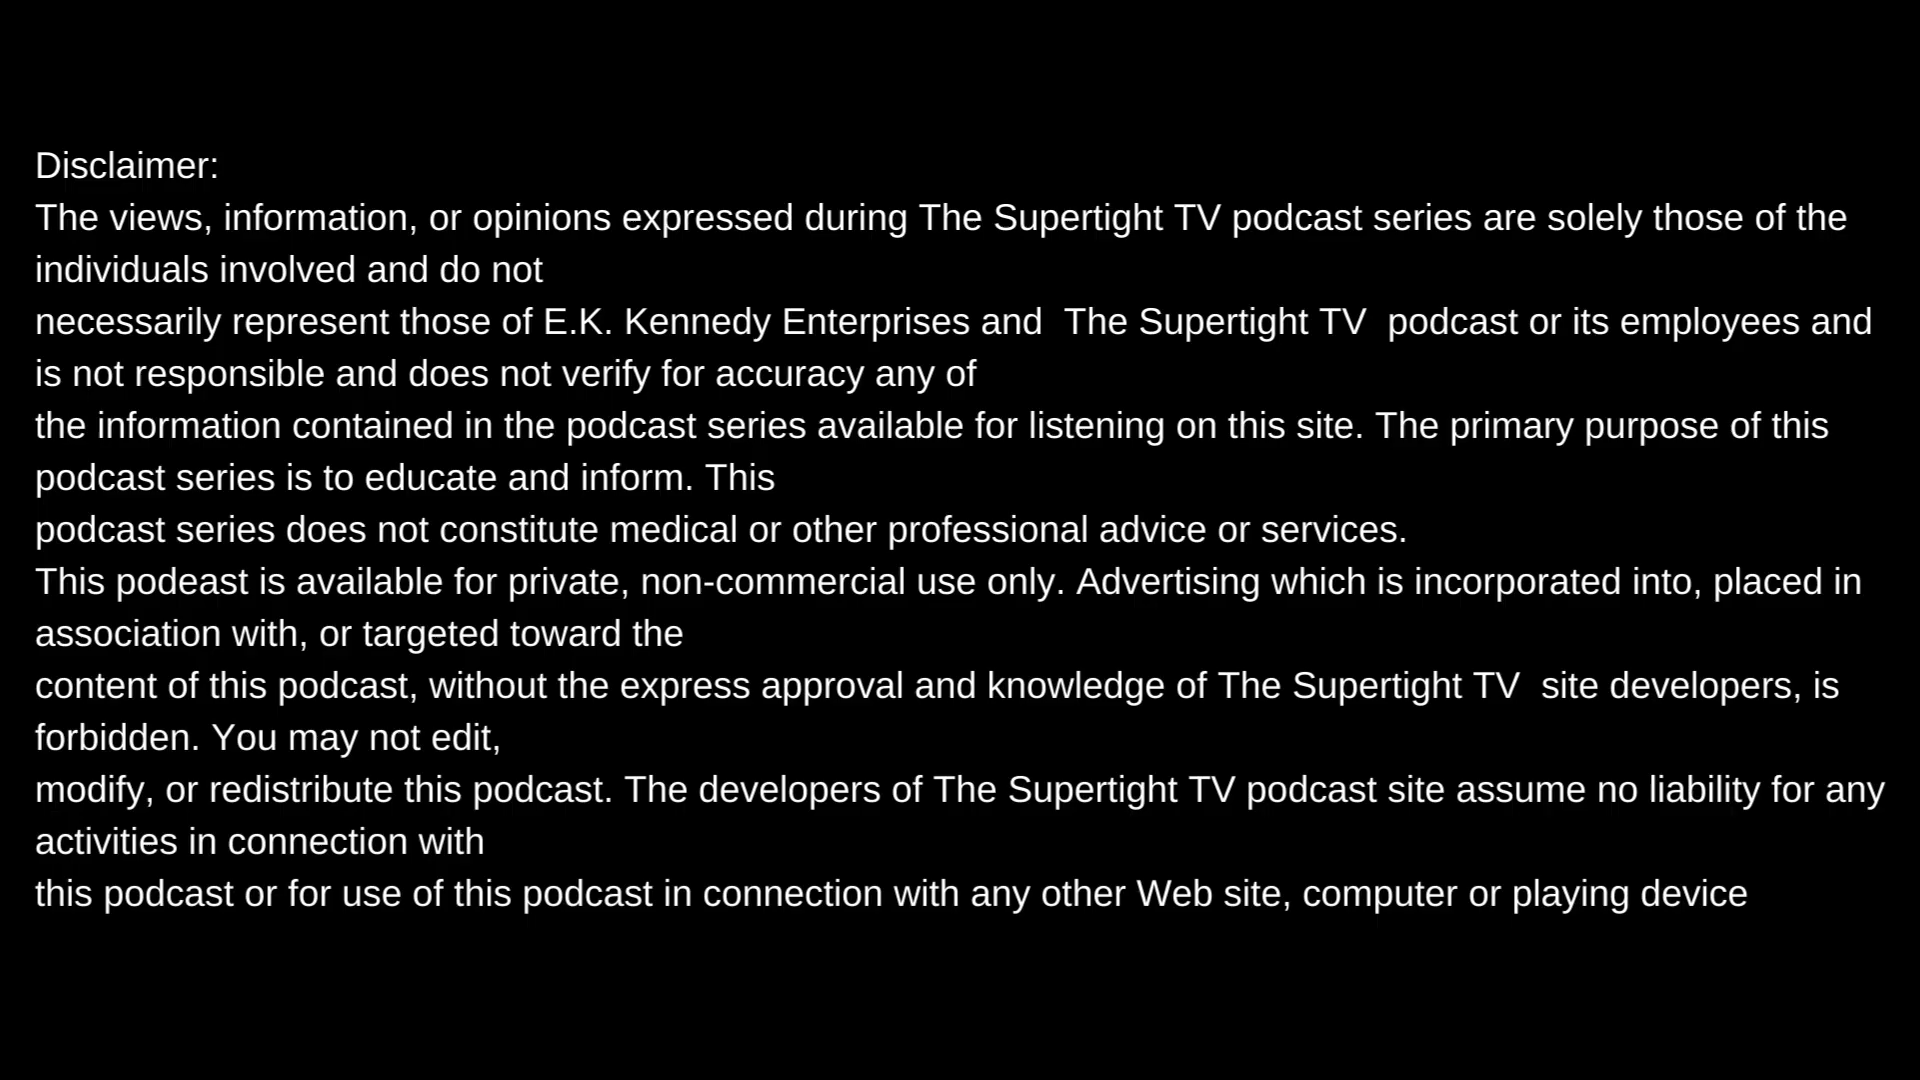 Disclaimer:
The views, information, or opinions expressed during The Supertight TV podcast series are solely those of the
individuals involved and do not
necessarily represent those of E.K. Kennedy Enterprises and  The Supertight TV  podcast or its employees and
is not responsible and does not verify for accuracy any of
the information contained in the podcast series available for listening on this site. The primary purpose of this
podcast series is to educate and inform. This
podcast series does not constitute medical or other professional advice or services.
This podeast is available for private, non-commercial use only. Advertising which is incorporated into, placed in
association with, or targeted toward the
content of this podcast, without the express approval and knowledge of The Supertight TV  site developers, is
forbidden. You may not edit,
modify, or redistribute this podcast. The developers of The Supertight TV podcast site assume no liability for any
activities in connection with
this podcast or for use of this podcast in connection with any other Web site, computer or playing device